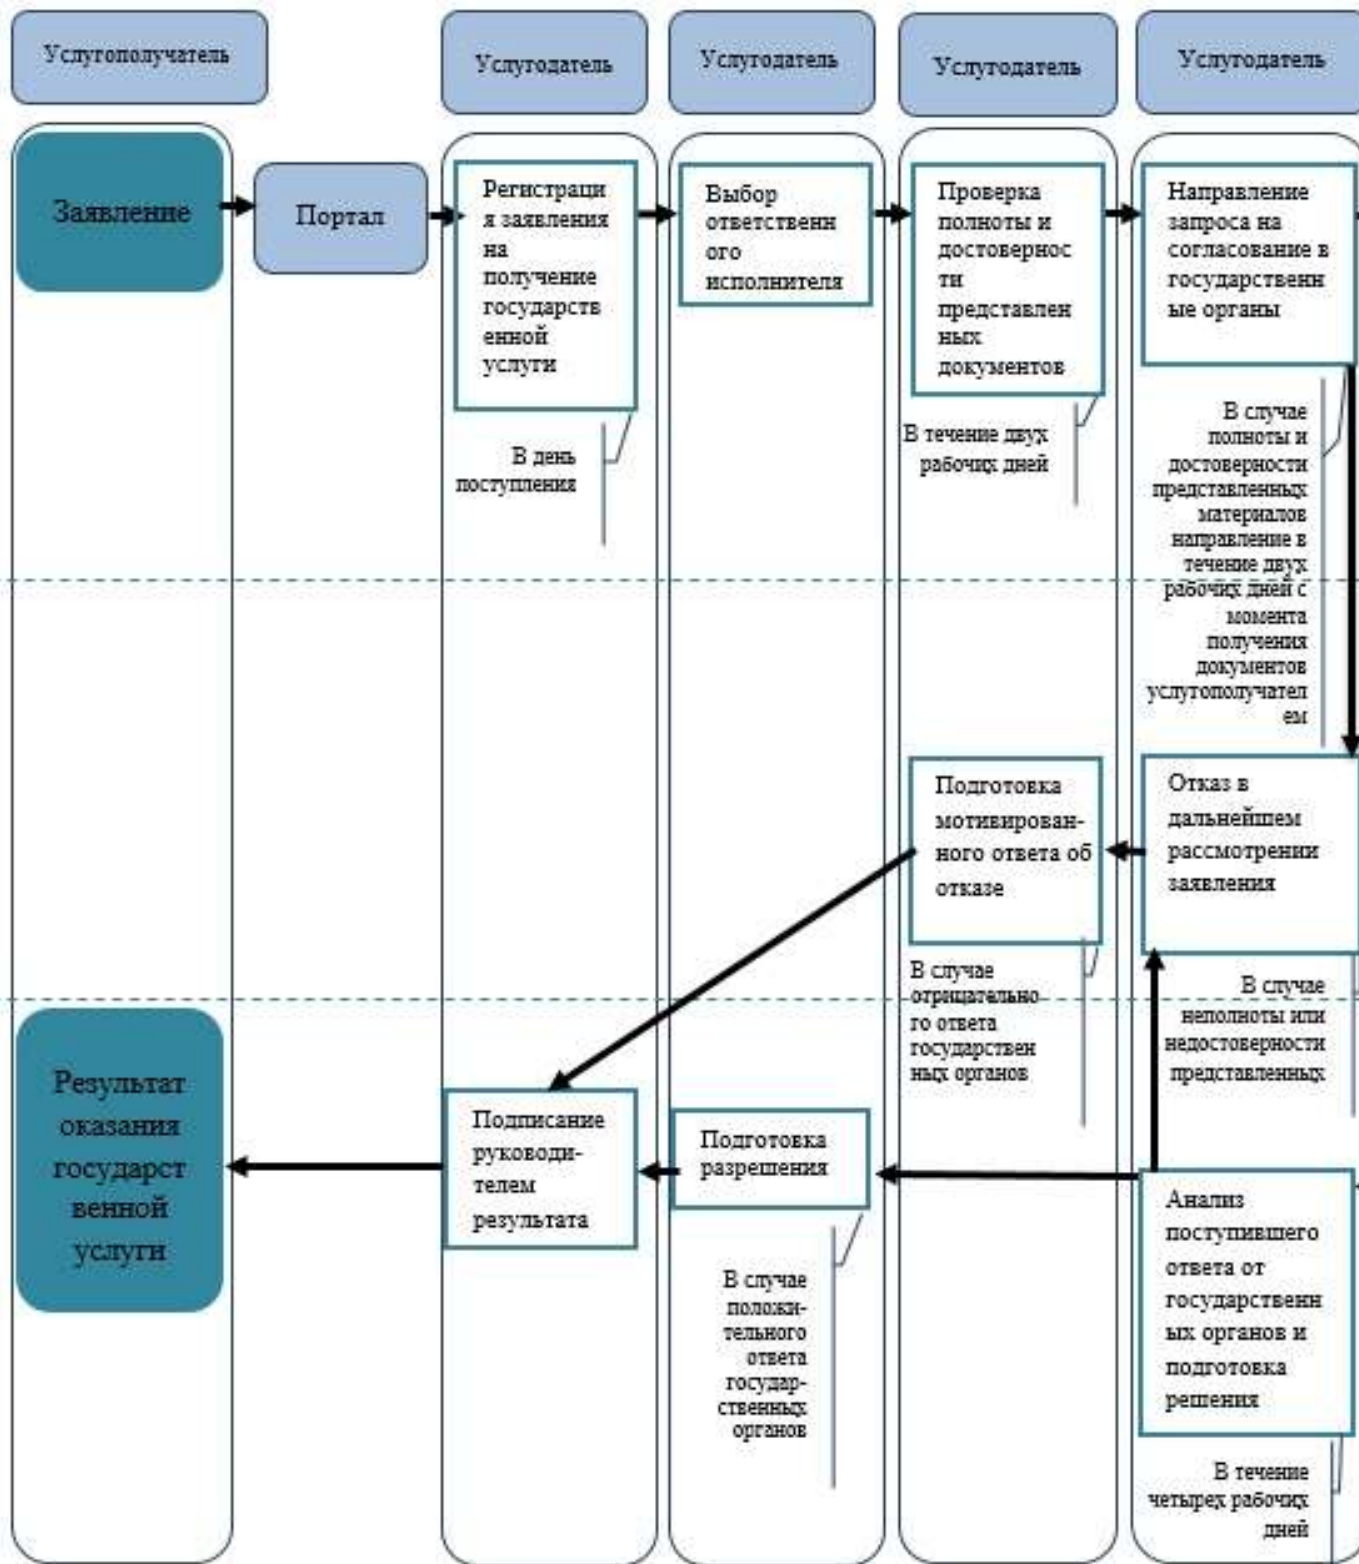 Услугополучатель
Услугодатель
Услугодатель
Услугодатель
Услугодатель
Заявление
Портал
Регистраци
я заявления
на
получение
государств
енной
услуги
Выбор
ответственн
ого
исполнителя
Проверка
полноты и
достовернос
ти
представлен
ных
документов
Направление
запроса на
согласование в
государственн
ые органы
В день
поступления
В течение двух
рабочих дней
В случае
полноты и
достоверности
представленных
материалов
направление в
течение двух
рабочих дней с
момента
получения
документов
услугополучател
ем
Подготовка
мотивирован-
ного ответа об
отказе
Отказ в
дальнейшем
рассмотрении
заявления
В случае
отрицательно
го ответа
государствен
ных органов
В случае
неполноты или
недостоверности
представленных
Результат
оказания
государст
венной
услуги
Подписание
руководи-
телем
результата
Подготовка
разрешения
Анализ
поступившего
ответа от
государственн
ых органов и
подготовка
решения
В случае
положи-
тельного
ответа
государ-
ственных
органов
В течение
четырех рабочих
дней